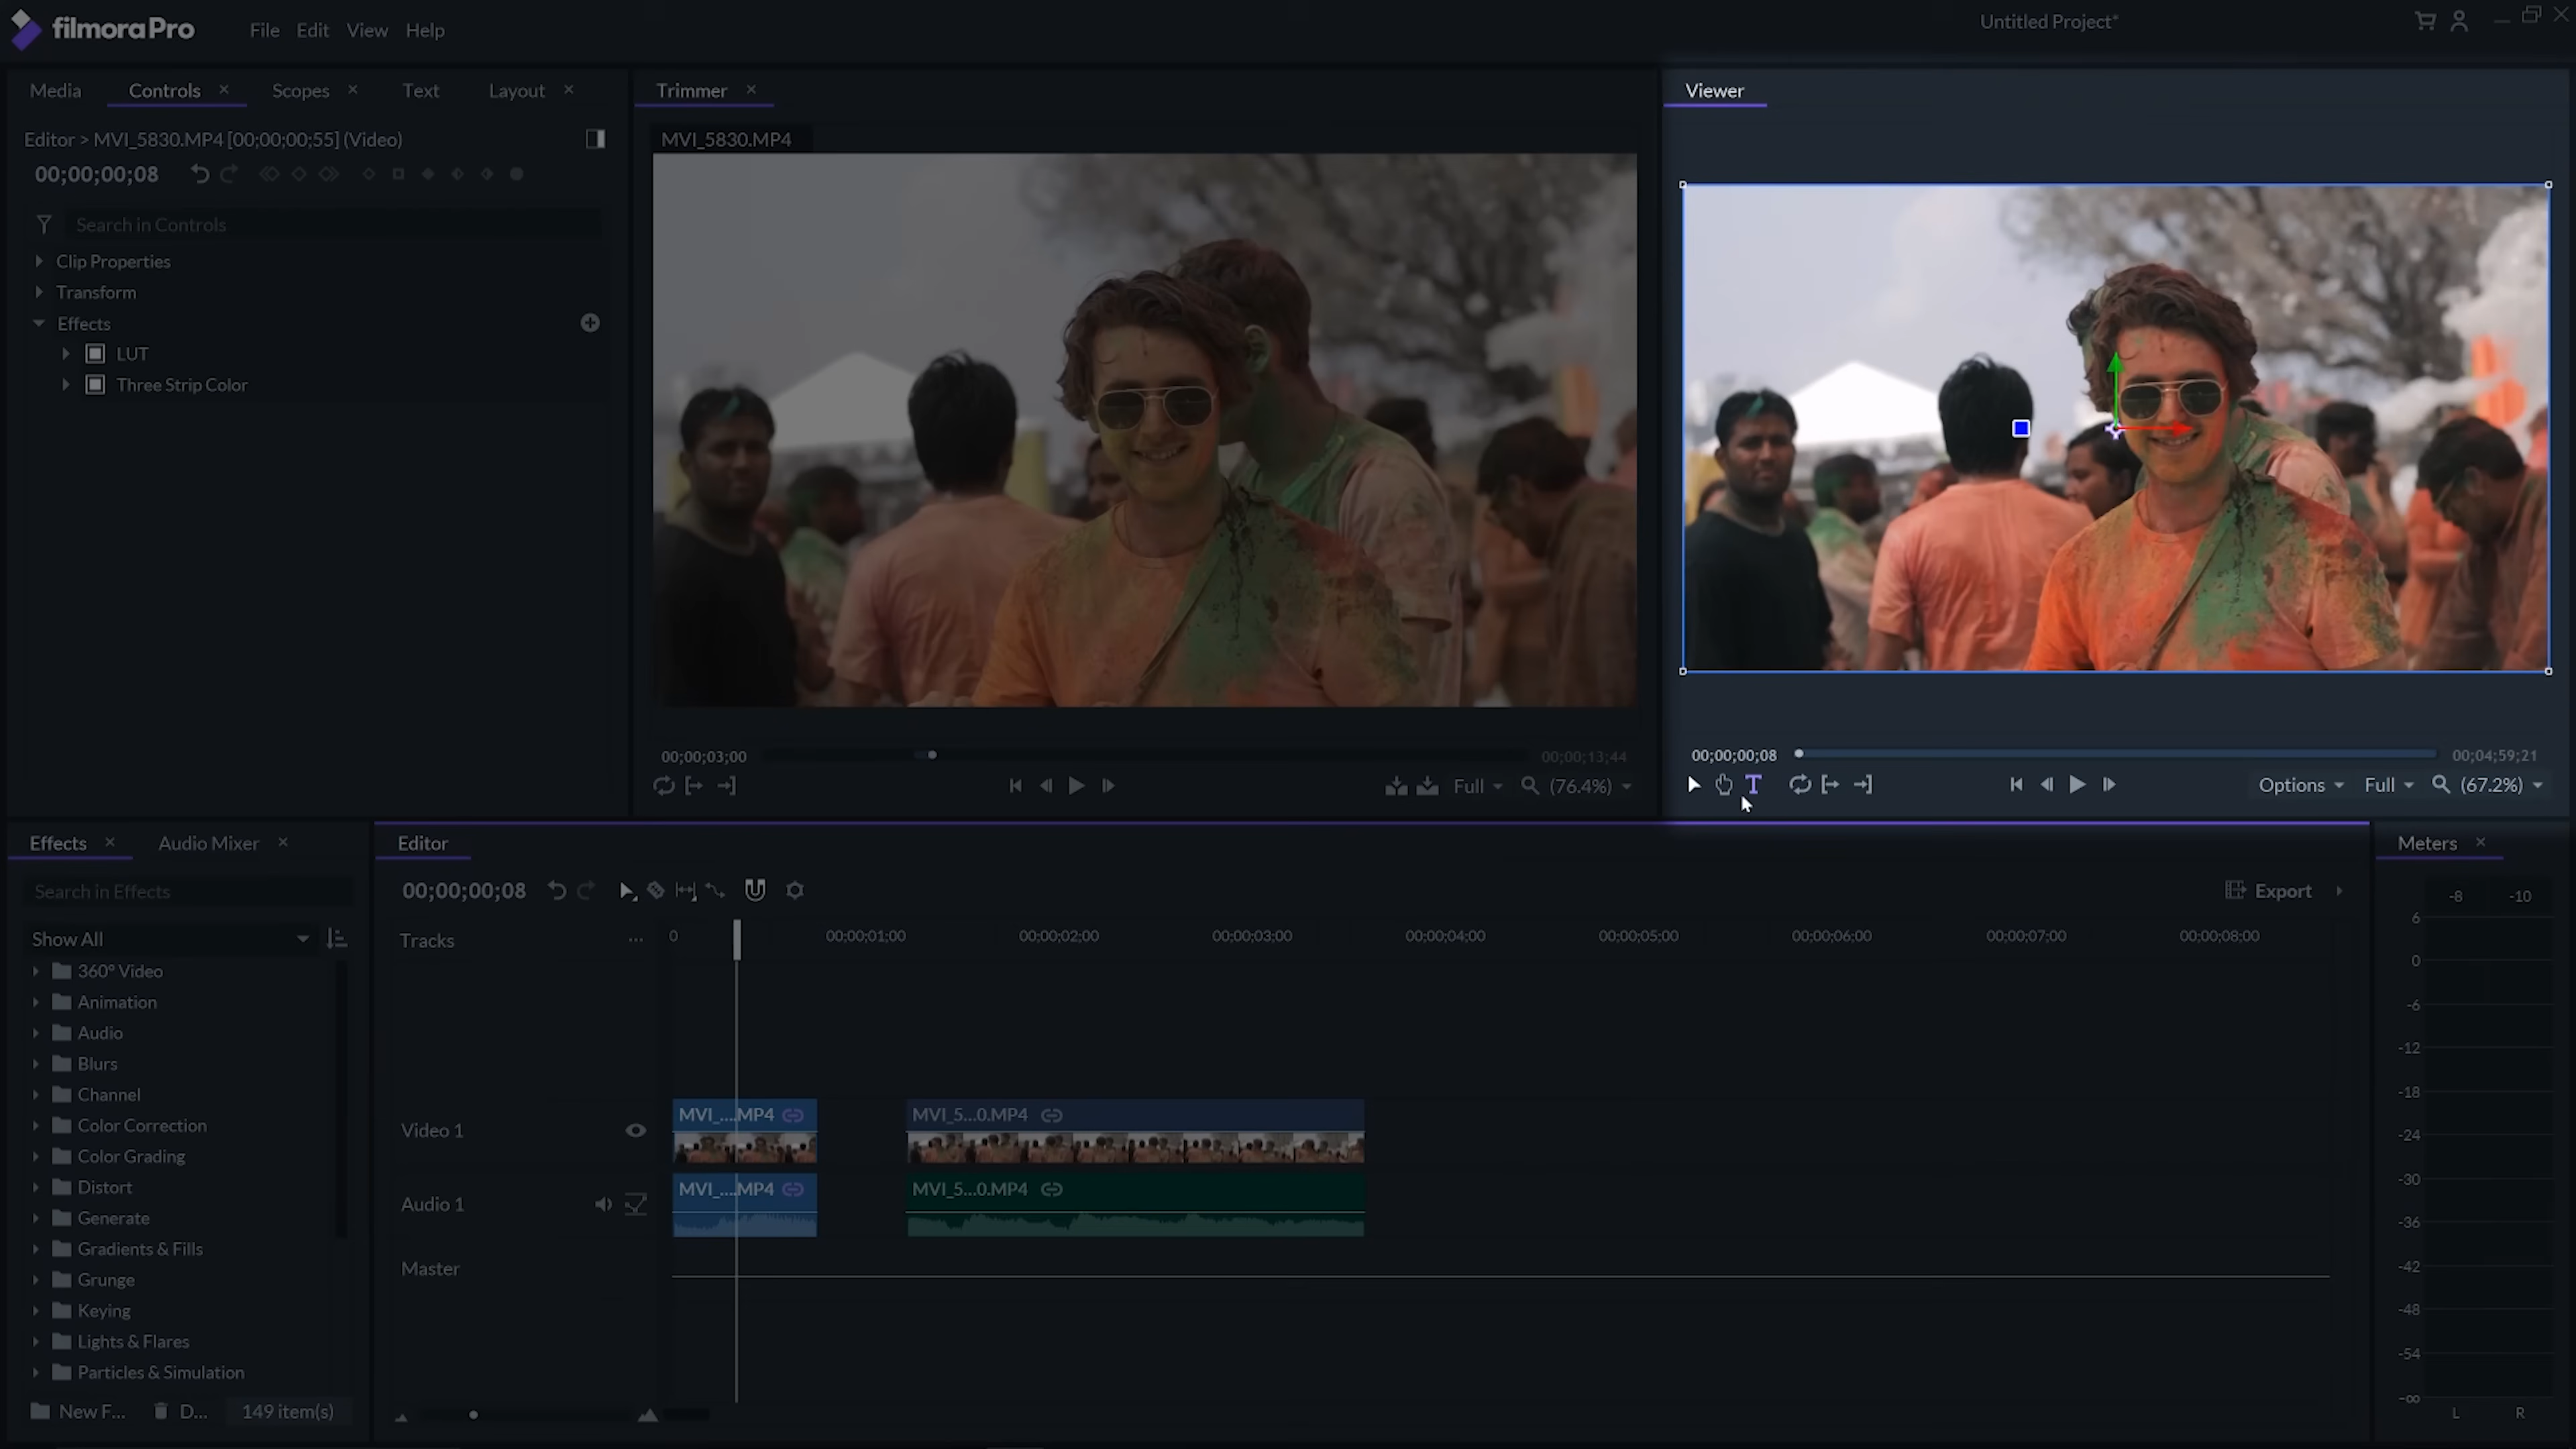 filmoraPro File Edit View Help Untitled Project*
Media Controls × Scopes × Text Layout ×
Editor > MVI_5830.MP4 [00;00;00;55] (Video)
00;00;00;08
Search in Controls
Clip Properties
Transform
Effects
LUT
Three Strip Color
Trimmer ×
MVI_5830.MP4
00;00;03;00 00;00;13;44
Full (76.4%)
Viewer
00;00;00;08 00;04;59;21
T Options Full (67.2%)
Effects × Audio Mixer ×
Search in Effects
Show All
360° Video
Animation
Audio
Blurs
Channel
Color Correction
Color Grading
Distort
Generate
Gradients & Fills
Grunge
Keying
Lights & Flares
Particles & Simulation
New F... D... 149 item(s)
Editor
00;00;00;08 Export
Tracks ... 0 00;00;01;00 00;00;02;00 00;00;03;00 00;00;04;00 00;00;05;00 00;00;06;00 00;00;07;00 00;00;08;00
Video 1 MVI_...MP4 MVI_5...0.MP4
Audio 1 MVI_...MP4 MVI_5...0.MP4
Master
Meters ×
-8 -10
6
0
-6
-12
-18
-24
-30
-36
-42
-48
-54
-∞
L R